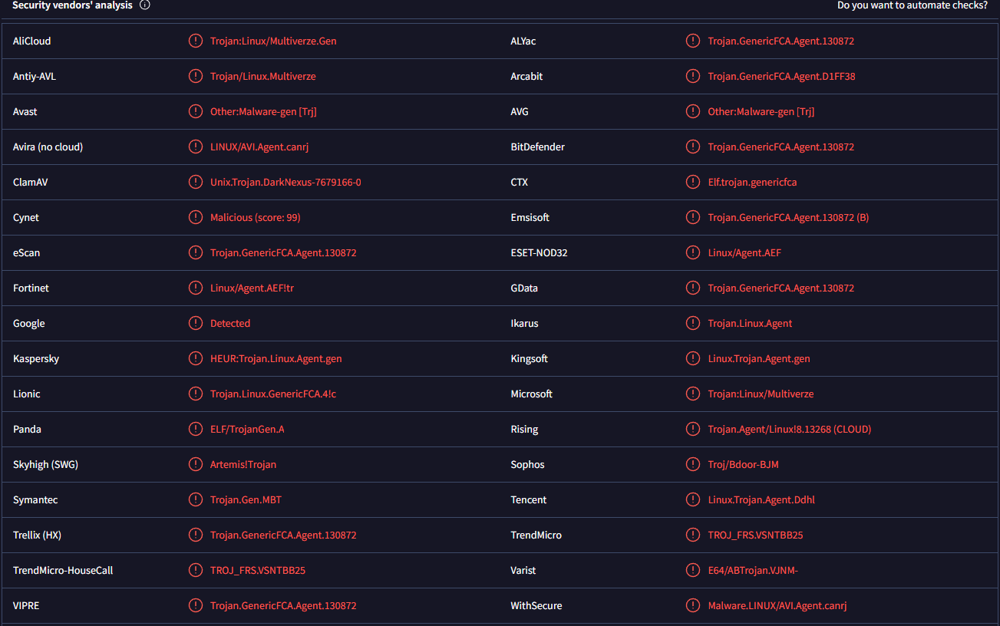 Security vendors' analysis Do you want to automate checks?
AliCloud Trojan:Linux/Multiverze.Gen ALYac Trojan.GenericFCA.Agent.130872
Antiy-AVL Trojan/Linux.Multiverze Arcabit Trojan.GenericFCA.Agent.D1FF38
Avast Other:Malware-gen [Trj] AVG Other:Malware-gen [Trj]
Avira (no cloud) LINUX/AVI.Agent.canrj BitDefender Trojan.GenericFCA.Agent.130872
ClamAV Unix.Trojan.DarkNexus-7679166-0 CTX Elf.trojan.genericfca
Cynet Malicious (score: 99) Emsisoft Trojan.GenericFCA.Agent.130872 (B)
eScan Trojan.GenericFCA.Agent.130872 ESET-NOD32 Linux/Agent.AEF
Fortinet Linux/Agent.AEF!tr GData Trojan.GenericFCA.Agent.130872
Google Detected Ikarus Trojan.Linux.Agent
Kaspersky HEUR:Trojan.Linux.Agent.gen Kingsoft Linux.Trojan.Agent.gen
Lionic Trojan.Linux.GenericFCA.4!c Microsoft Trojan:Linux/Multiverze
Panda ELF/TrojanGen.A Rising Trojan.Agent/Linux!8.13268 (CLOUD)
Skyhigh (SWG) Artemis!Trojan Sophos Troj/Bdoor-BJM
Symantec Trojan.Gen.MBT Tencent Linux.Trojan.Agent.Ddhl
Trellix (HX) Trojan.GenericFCA.Agent.130872 TrendMicro TROJ_FRS.VSNTBB25
TrendMicro-HouseCall TROJ_FRS.VSNTBB25 Varist E64/ABTrojan.VJNM-
VIPRE Trojan.GenericFCA.Agent.130872 WithSecure Malware.LINUX/AVI.Agent.canrj